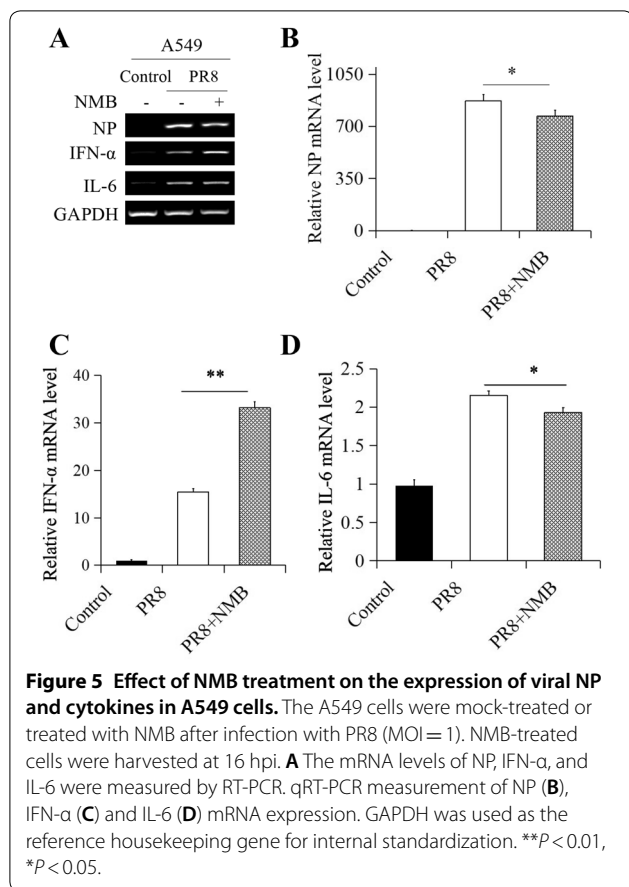 A
A549
Control PR8
NMB - - +
NP
IFN-α
IL-6
GAPDH
B
Relative NP mRNA level
1050
700
350
0
*
Control
PR8
PR8+NMB
C
Relative IFN-α mRNA level
40
30
20
10
0
**
Control
PR8
PR8+NMB
D
Relative IL-6 mRNA level
2.5
2
1.5
1
0.5
0
*
Control
PR8
PR8+NMB
Figure 5 Effect of NMB treatment on the expression of viral NP
and cytokines in A549 cells. The A549 cells were mock-treated or
treated with NMB after infection with PR8 (MOI = 1). NMB-treated
cells were harvested at 16 hpi. A The mRNA levels of NP, IFN-α, and
IL-6 were measured by RT-PCR. qRT-PCR measurement of NP (B),
IFN-α (C) and IL-6 (D) mRNA expression. GAPDH was used as the
reference housekeeping gene for internal standardization. **P < 0.01,
*P < 0.05.